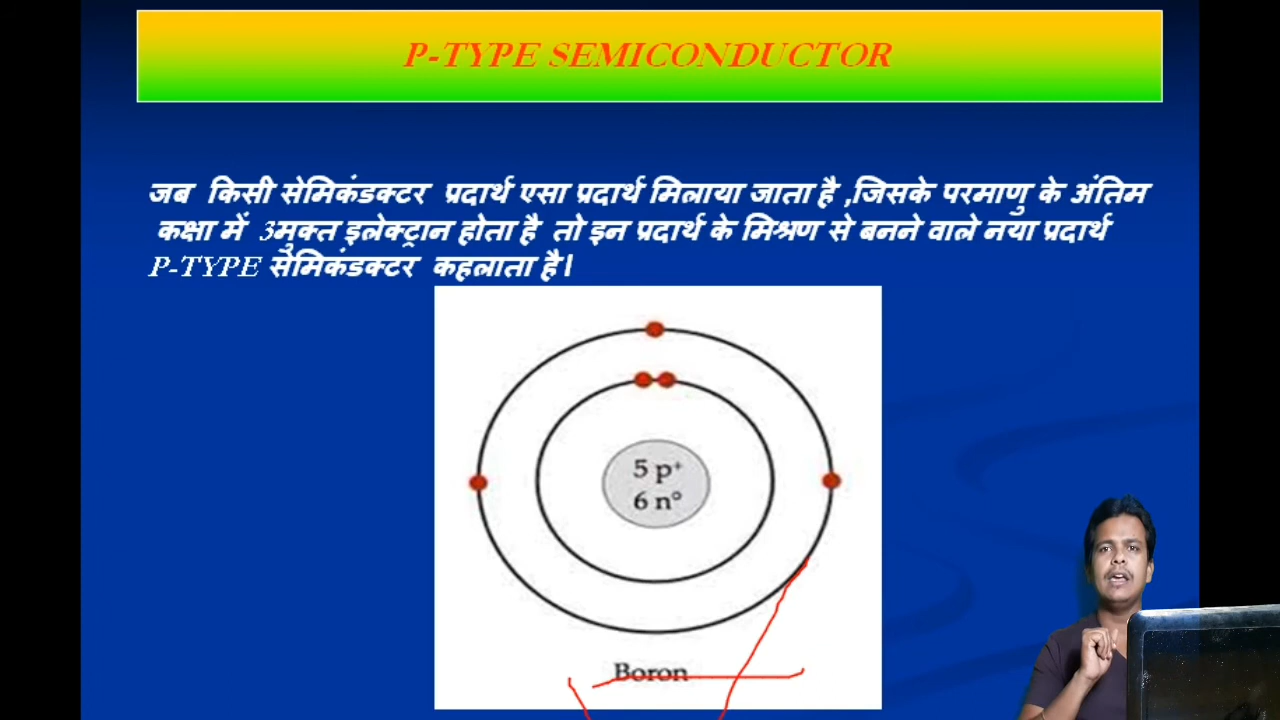 P-TYPE SEMICONDUCTOR
जब किसी सेमिकंडक्टर प्रदार्थ एसा प्रदार्थ मिलाया जाता है ,जिसके परमाणु के अंतिम
कक्षा में 3मुक्त इलेक्ट्रान होता है तो इन प्रदार्थ के मिश्रण से बनने वाले नया प्रदार्थ
P-TYPE सेमिकंडक्टर कहलाता है।
5 p⁺
6 n°
Boron